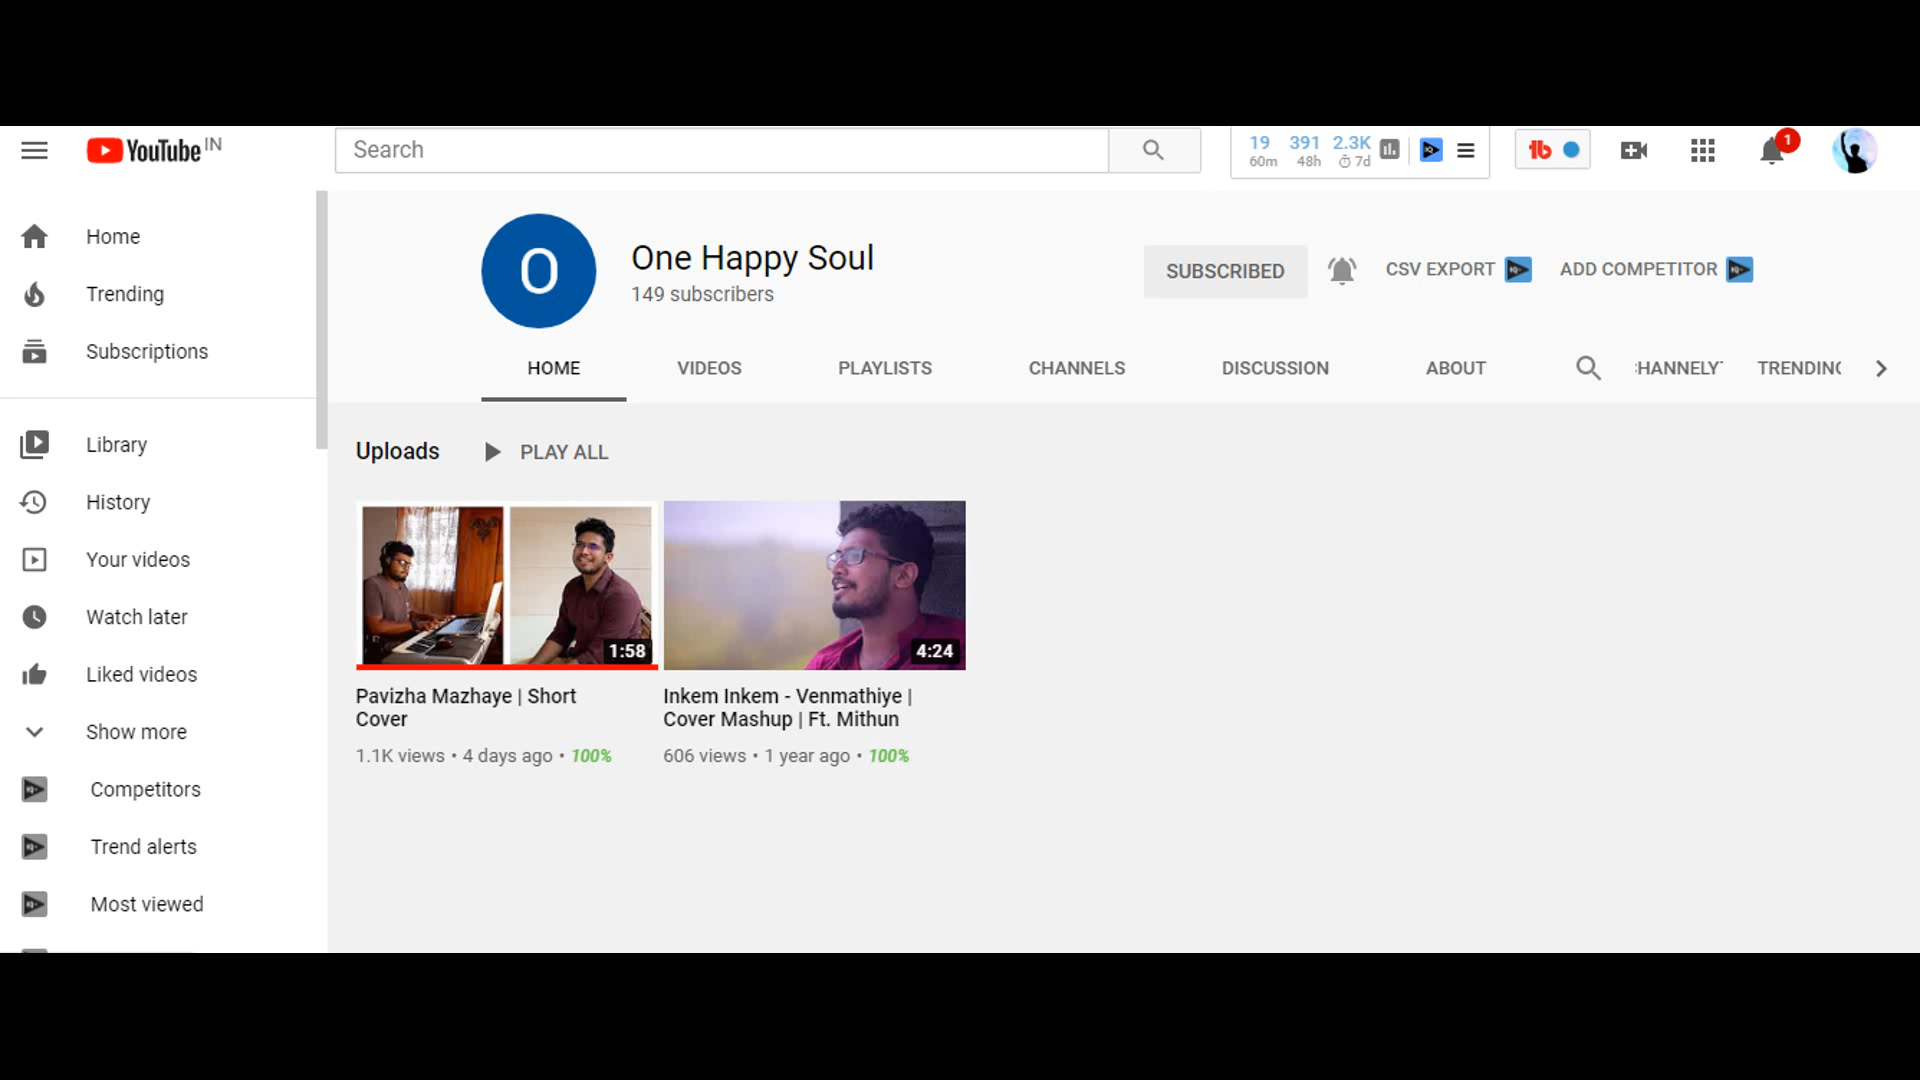 YouTube IN
Search
19 391 2.3K
60m 48h 7d
1
Home
Trending
Subscriptions
Library
History
Your videos
Watch later
Liked videos
Show more
Competitors
Trend alerts
Most viewed
O
One Happy Soul
149 subscribers
SUBSCRIBED
CSV EXPORT
ADD COMPETITOR
HOME VIDEOS PLAYLISTS CHANNELS DISCUSSION ABOUT HANNELY TRENDING
Uploads PLAY ALL
1:58
Pavizha Mazhaye | Short
Cover
1.1K views • 4 days ago • 100%
4:24
Inkem Inkem - Venmathiye |
Cover Mashup | Ft. Mithun
606 views • 1 year ago • 100%